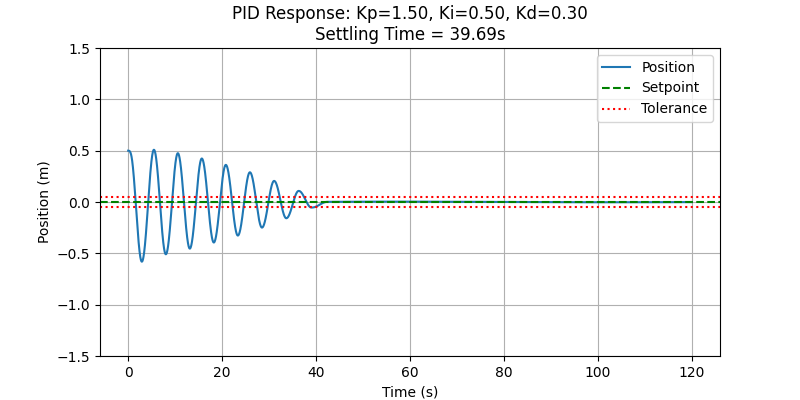 PID Response: Kp=1.50, Ki=0.50, Kd=0.30
Settling Time = 39.69s
Position
Setpoint
Tolerance
1.5
1.0
0.5
0.0
−0.5
−1.0
−1.5
Position (m)
0 20 40 60 80 100 120
Time (s)